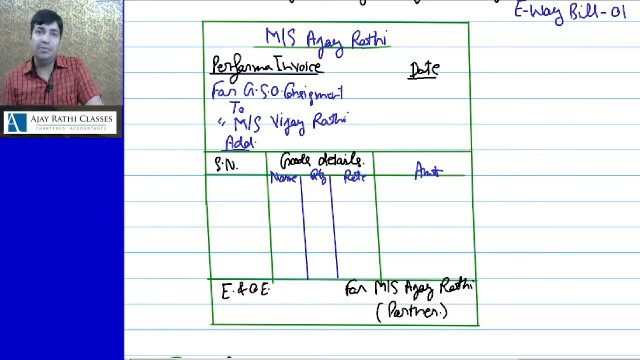 E-Way Bill-01
M/S Ajay Rathi
Performa Invoice
Date
For G.S.O. Consigment
To
" M/S Vijay Rathi
Add.
AJAY RATHI CLASSES
CHARTERED ACCOUNTANTS
S.N.
Goods details.
Amt
Name
Qty
Rate
E. & O.E.
For M/S Ajay Rathi
(Partner.)